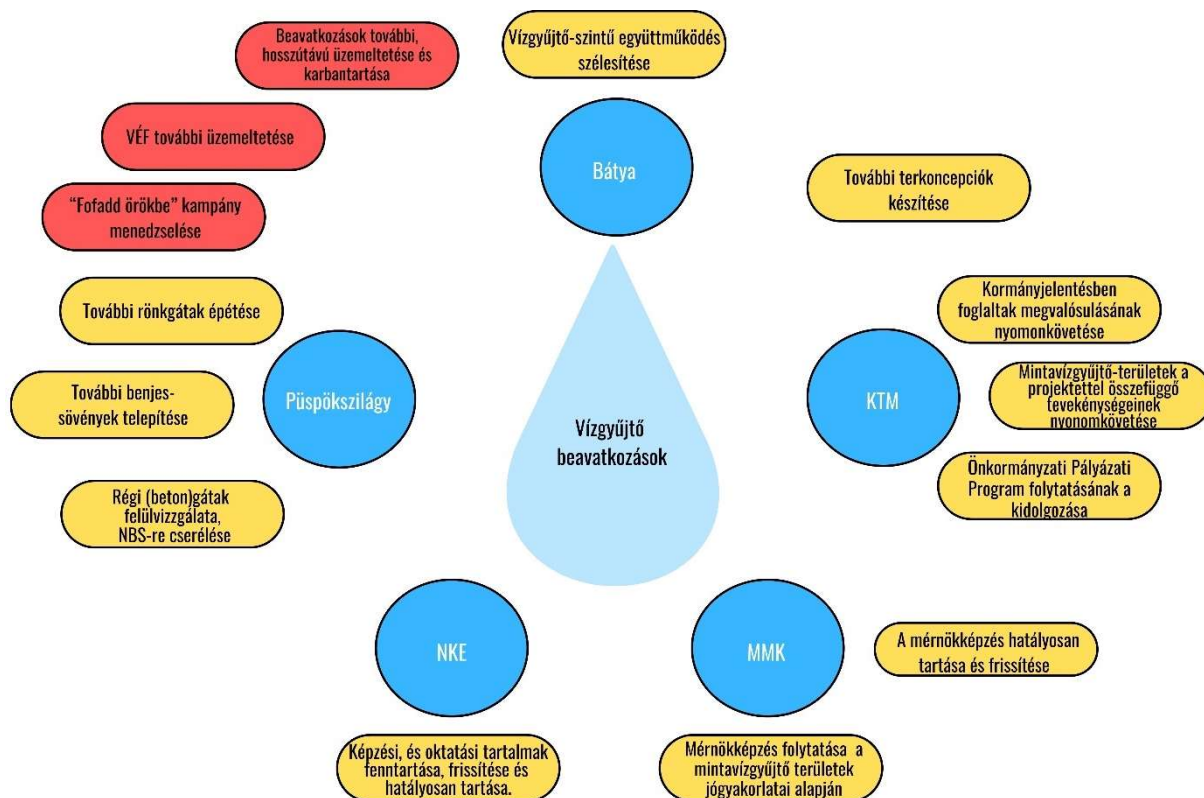 Beavatkozások további,
hosszútávú üzemeltetése és
karbantartása
Vízgyűjtő-szintű együttműködés
szélesítése
VÉF további üzemeltetése
Bátya
További terkoncepciók
készítése
“Fofadd örökbe” kampány
menedzselése
További rönkgátak épétése
Kormányjelentésben
foglaltak megvalósulásának
nyomonkövetése
További benjes-
sövények telepítése
Püspökszilágy
Vízgyűjtő
beavatkozások
KTM
Mintavízgyűjtő-területek a
projekttel összefüggő
tevekénységeinek
nyonomkövetése
Régi (beton)gátak
felülvizzgálata,
NBS-re cserélése
Önkormányzati Pályázati
Program folytatásának a
kidolgozása
NKE
MMK
A mérnökképzés hatályosan
tartása és frissítése
Képzési, és oktatási tartalmak
fenntartása, frissítése és
hatályosan tartása.
Mérnökképzés folytatása a
mintavízgyűjtő területek
jógyakorlatai alapján